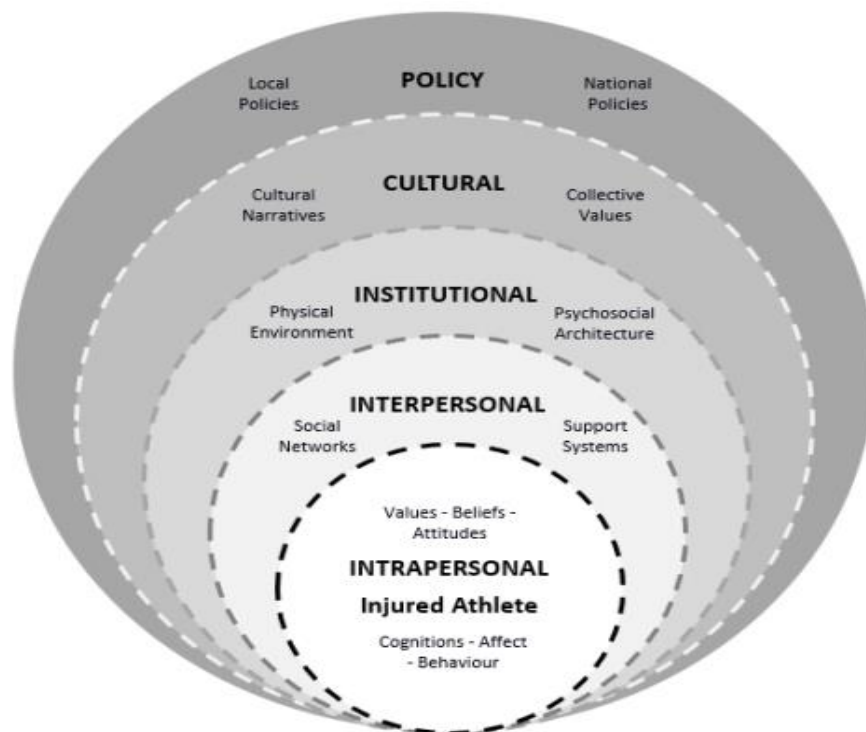 POLICY
Local
Policies
National
Policies
CULTURAL
Cultural
Narratives
Collective
Values
INSTITUTIONAL
Physical
Environment
Psychosocial
Architecture
INTERPERSONAL
Social
Networks
Support
Systems
Values - Beliefs -
Attitudes
INTRAPERSONAL
Injured Athlete
Cognitions - Affect
- Behaviour